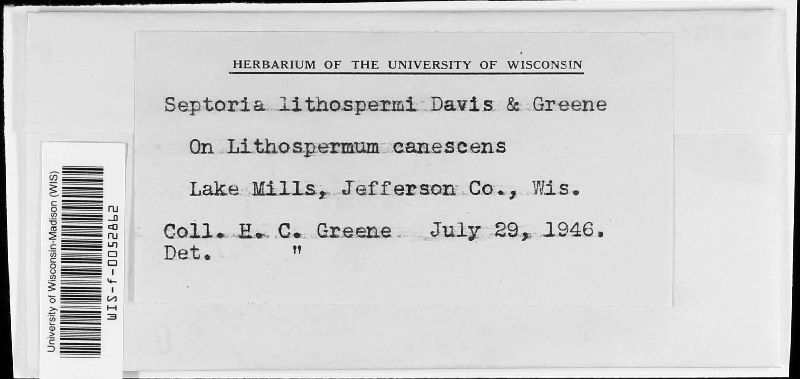 HERBARIUM OF THE UNIVERSITY OF WISCONSIN
Septoria lithospermi Davis & Greene
On Lithospermum canescens
Lake Mills, Jefferson Co., Wis.
Coll. H. C. Greene July 29, 1946.
Det. "
University of Wisconsin-Madison (WIS)
WIS-f-0052862